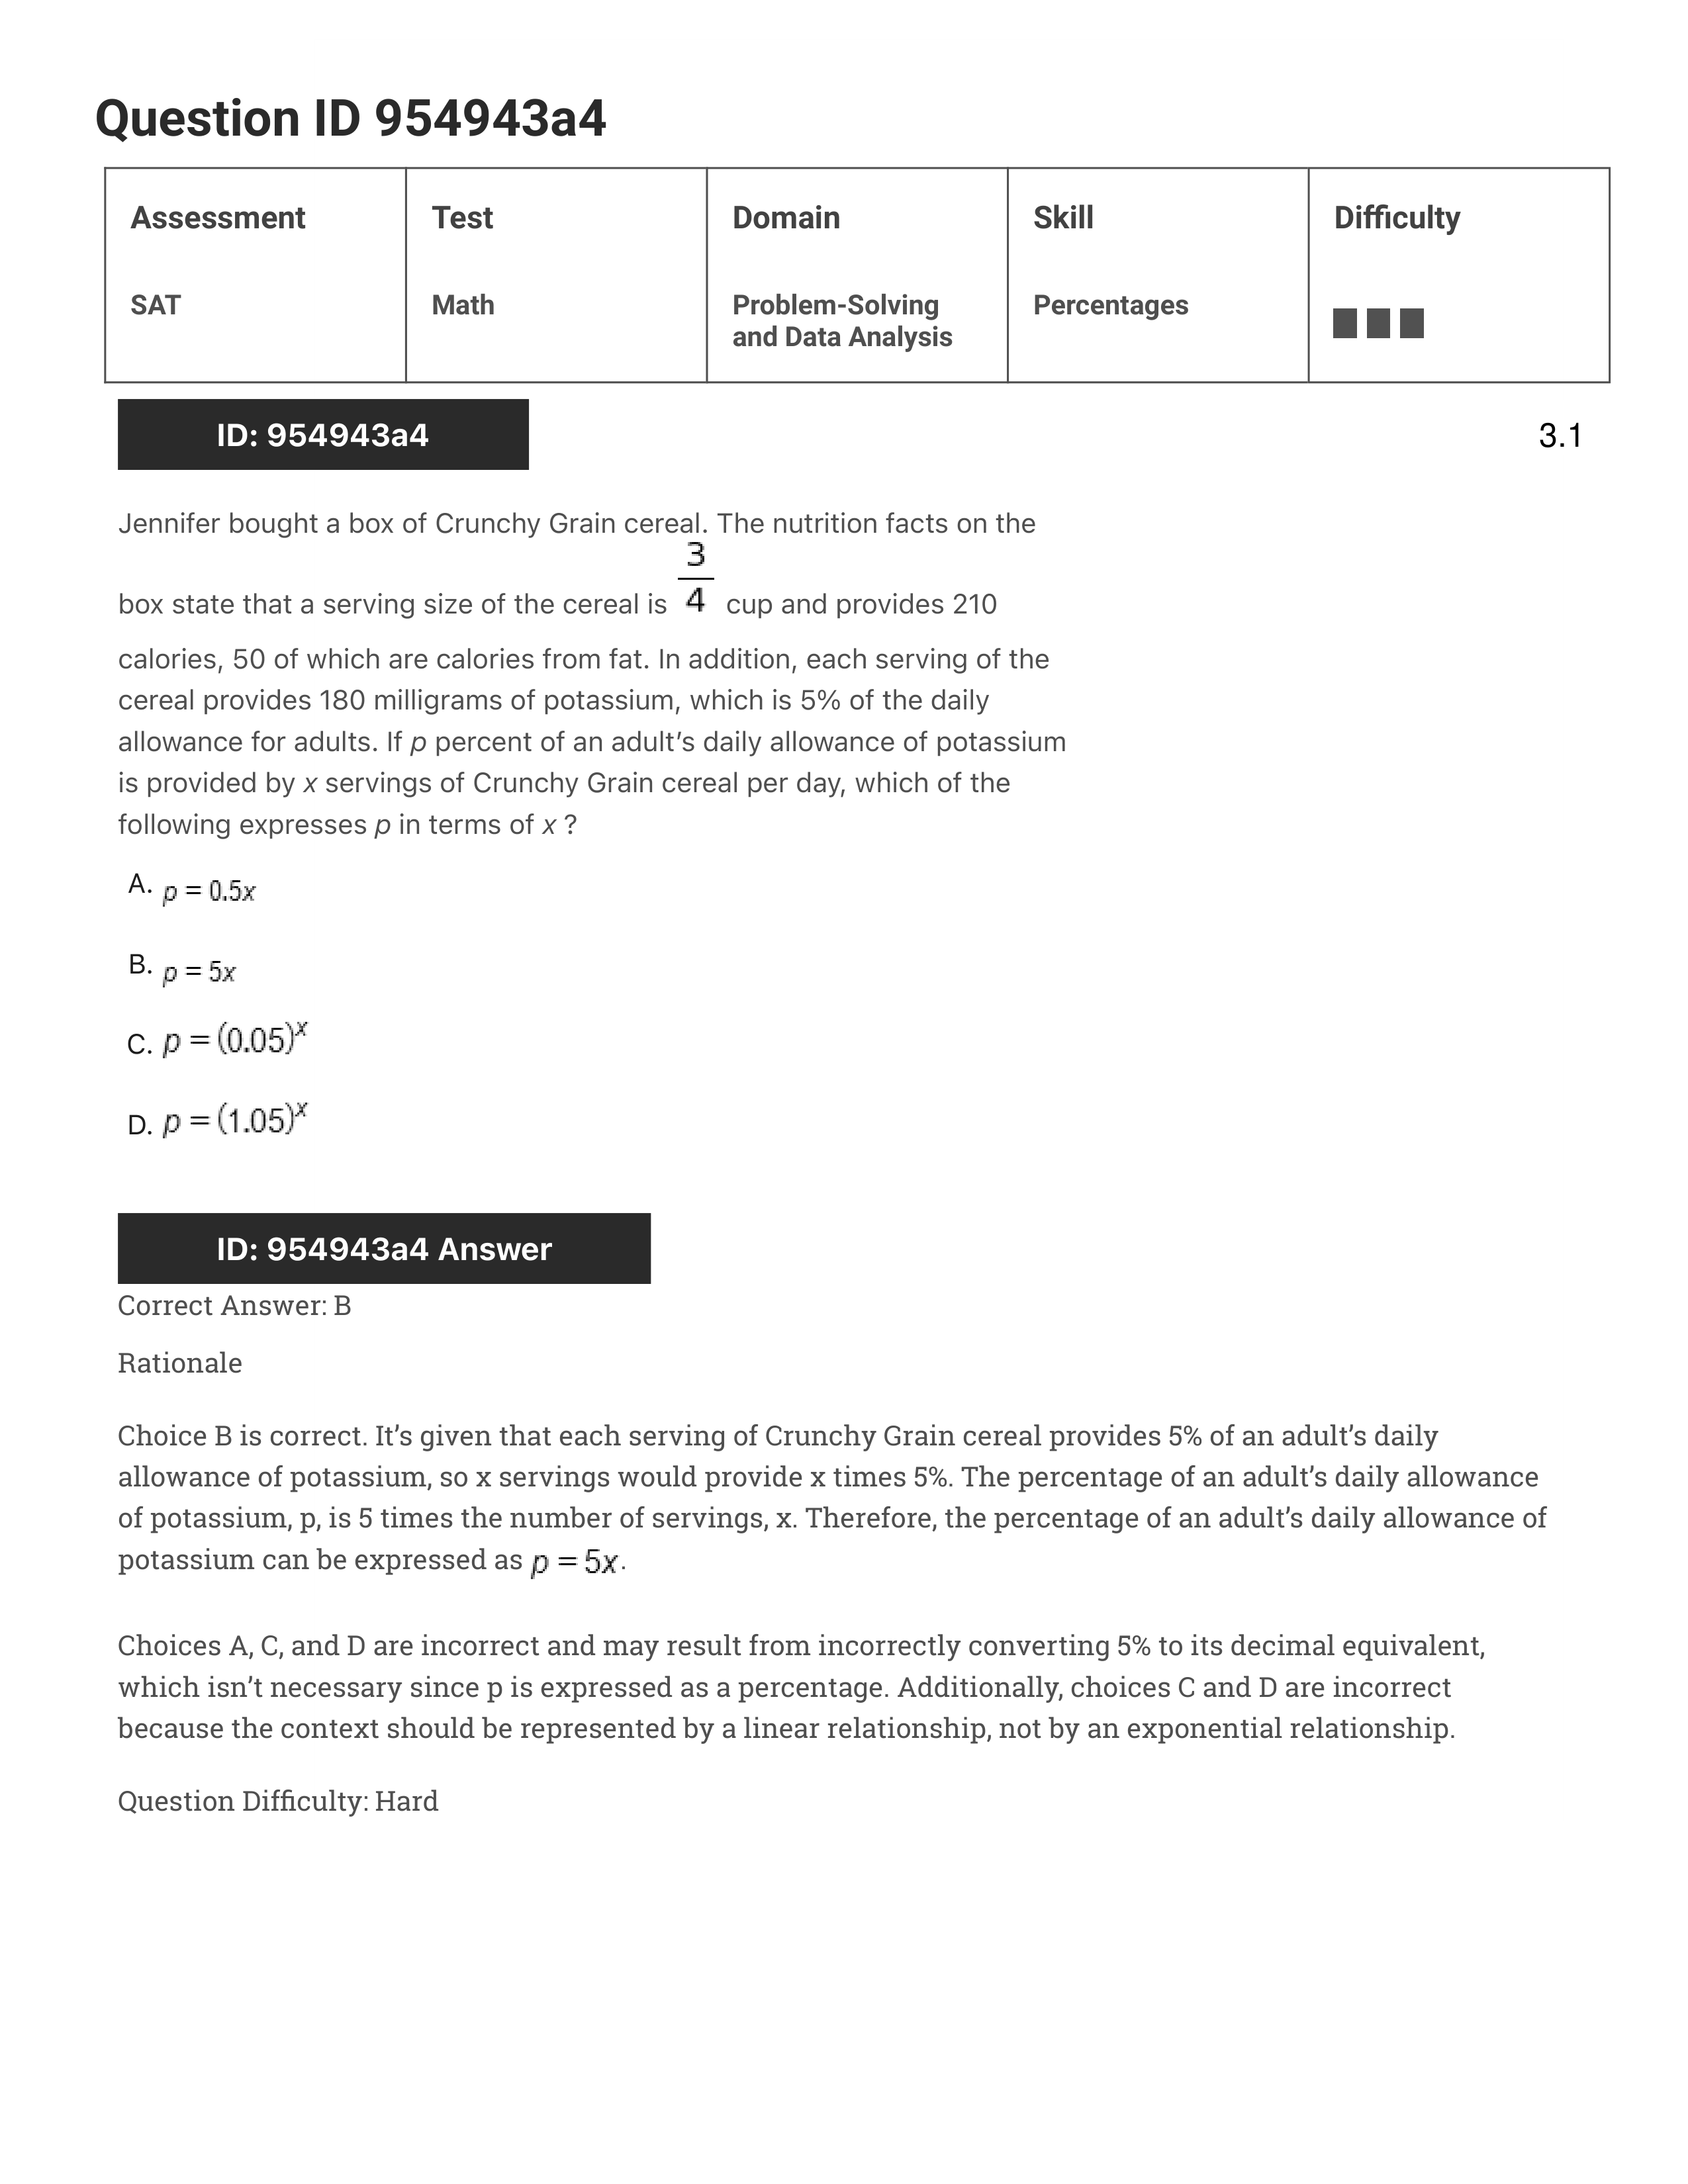 Question ID 954943a4
Assessment Test Domain Skill Difficulty
SAT Math Problem-Solving and Data Analysis Percentages
ID: 954943a4 3.1
Jennifer bought a box of Crunchy Grain cereal. The nutrition facts on the
box state that a serving size of the cereal is 3/4 cup and provides 210
calories, 50 of which are calories from fat. In addition, each serving of the
cereal provides 180 milligrams of potassium, which is 5% of the daily
allowance for adults. If p percent of an adult’s daily allowance of potassium
is provided by x servings of Crunchy Grain cereal per day, which of the
following expresses p in terms of x ?
A. p = 0.5x
B. p = 5x
C. p = (0.05)^x
D. p = (1.05)^x
ID: 954943a4 Answer
Correct Answer: B
Rationale
Choice B is correct. It’s given that each serving of Crunchy Grain cereal provides 5% of an adult’s daily
allowance of potassium, so x servings would provide x times 5%. The percentage of an adult’s daily allowance
of potassium, p, is 5 times the number of servings, x. Therefore, the percentage of an adult’s daily allowance of
potassium can be expressed as p = 5x.
Choices A, C, and D are incorrect and may result from incorrectly converting 5% to its decimal equivalent,
which isn’t necessary since p is expressed as a percentage. Additionally, choices C and D are incorrect
because the context should be represented by a linear relationship, not by an exponential relationship.
Question Difficulty: Hard